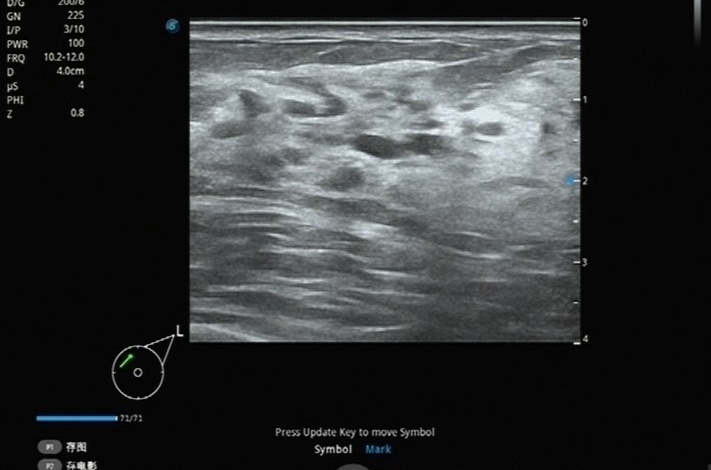 D/G 200/6
GN 225
I/P 3/10
PWR 100
FRQ 10.2-12.0
D 4.0cm
μS 4
PHI
Z 0.8
0
1
2
3
4
L
71/71
Press Update Key to move Symbol
P1 存图
Symbol Mark
P2 存电影